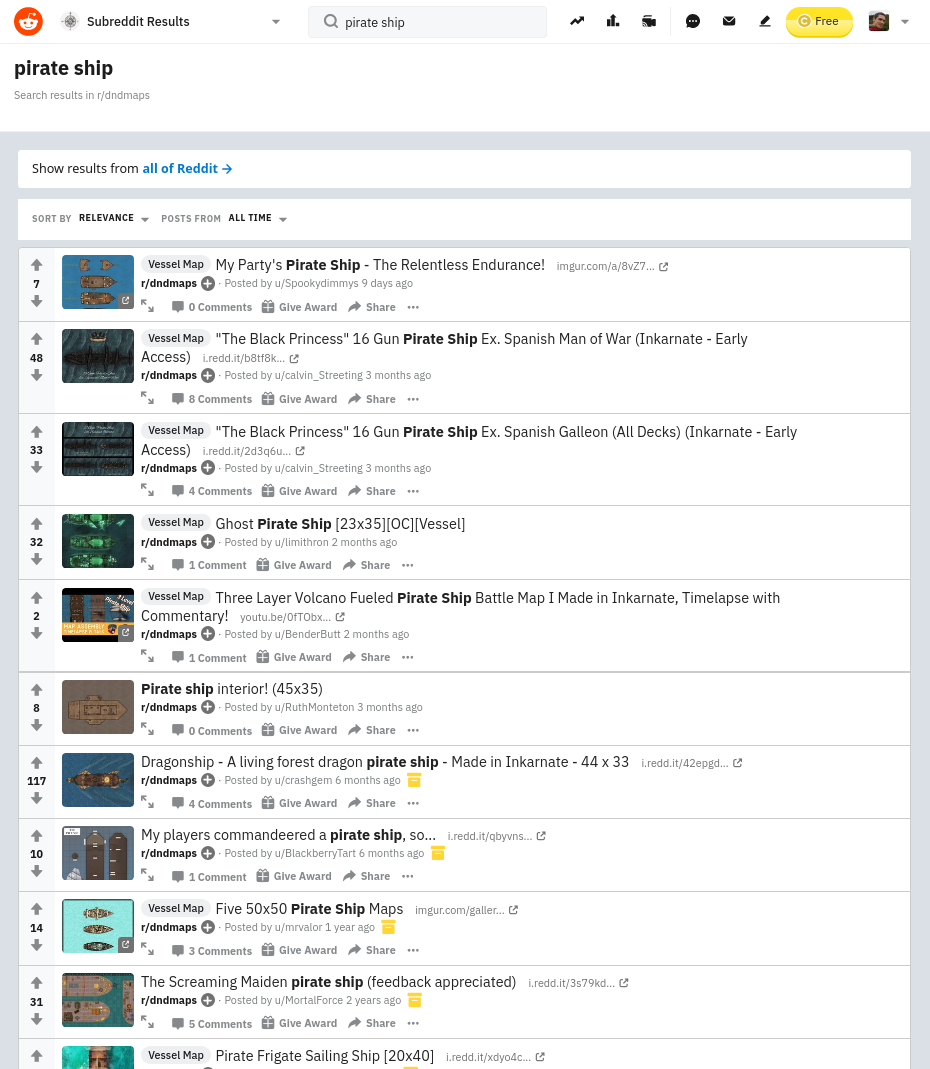 Subreddit Results
pirate ship
Free
pirate ship
Search results in r/dndmaps
Show results from all of Reddit →
SORT BY RELEVANCE POSTS FROM ALL TIME
7
Vessel Map My Party's Pirate Ship - The Relentless Endurance! imgur.com/a/8vZ7...
r/dndmaps · Posted by u/Spookydimmys 9 days ago
0 Comments Give Award Share ...
48
Vessel Map "The Black Princess" 16 Gun Pirate Ship Ex. Spanish Man of War (Inkarnate - Early
Access) i.redd.it/b8tf8k...
r/dndmaps · Posted by u/calvin_Streeting 3 months ago
8 Comments Give Award Share ...
33
Vessel Map "The Black Princess" 16 Gun Pirate Ship Ex. Spanish Galleon (All Decks) (Inkarnate - Early
Access) i.redd.it/2d3q6u...
r/dndmaps · Posted by u/calvin_Streeting 3 months ago
4 Comments Give Award Share ...
32
Vessel Map Ghost Pirate Ship [23x35][OC][Vessel]
r/dndmaps · Posted by u/limithron 2 months ago
1 Comment Give Award Share ...
2
Vessel Map Three Layer Volcano Fueled Pirate Ship Battle Map I Made in Inkarnate, Timelapse with
Commentary! youtu.be/0fTObx...
r/dndmaps · Posted by u/BenderButt 2 months ago
1 Comment Give Award Share ...
8
Pirate ship interior! (45x35)
r/dndmaps · Posted by u/RuthMonteton 3 months ago
0 Comments Give Award Share ...
117
Dragonship - A living forest dragon pirate ship - Made in Inkarnate - 44 x 33 i.redd.it/42epgd...
r/dndmaps · Posted by u/crashgem 6 months ago
4 Comments Give Award Share ...
10
My players commandeered a pirate ship, so... i.redd.it/qbyvns...
r/dndmaps · Posted by u/BlackberryTart 6 months ago
1 Comment Give Award Share ...
14
Vessel Map Five 50x50 Pirate Ship Maps imgur.com/galler...
r/dndmaps · Posted by u/mrvalor 1 year ago
3 Comments Give Award Share ...
31
The Screaming Maiden pirate ship (feedback appreciated) i.redd.it/3s79kd...
r/dndmaps · Posted by u/MortalForce 2 years ago
5 Comments Give Award Share ...
Vessel Map Pirate Frigate Sailing Ship [20x40] i.redd.it/xdyo4c...